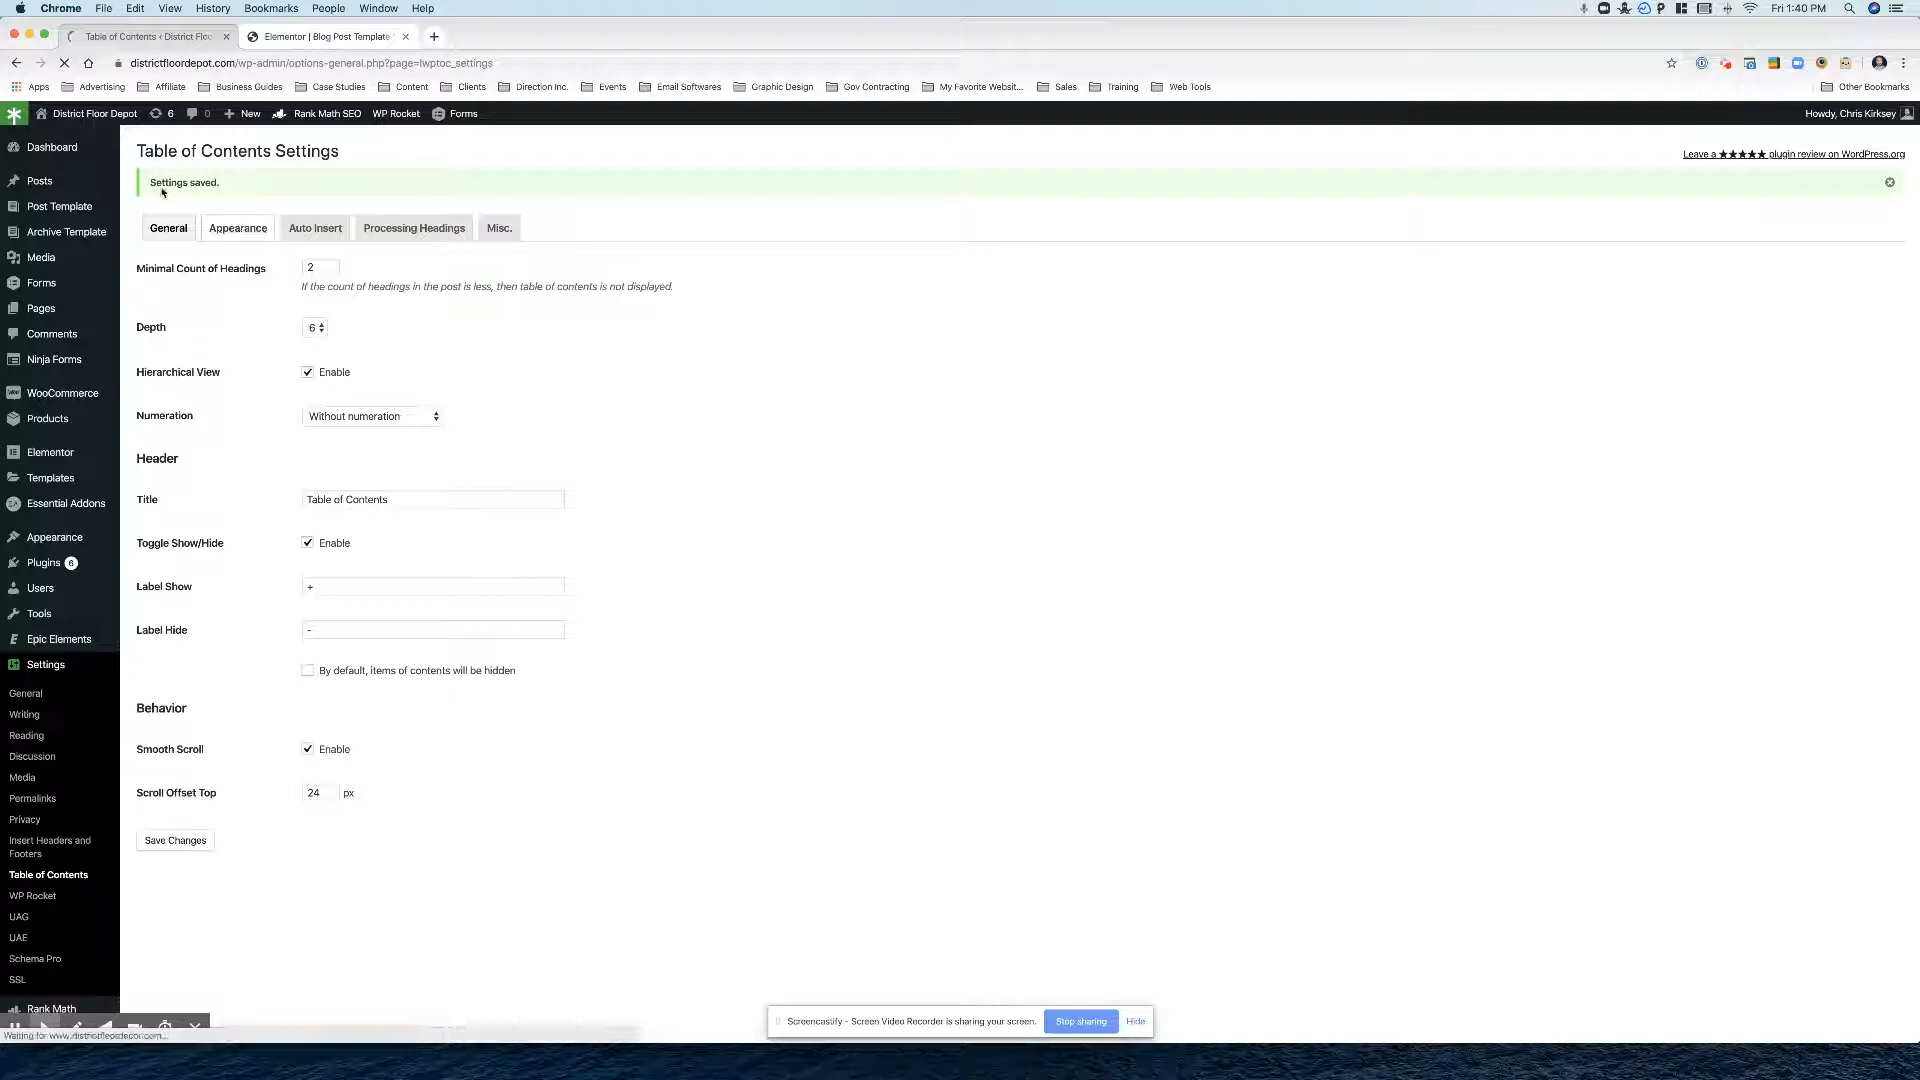 Chrome File Edit View History Bookmarks People Window Help Fri 1:40 PM
Table of Contents ‹ District Floo
Elementor | Blog Post Template
districtfloordepot.com/wp-admin/options-general.php?page=lwptoc_settings
Apps Advertising Affiliate Business Guides Case Studies Content Clients Direction Inc. Events Email Softwares Graphic Design Gov Contracting My Favorite Websit... Sales Training Web Tools Other Bookmarks
District Floor Depot 6 0 New Rank Math SEO WP Rocket Forms Howdy, Chris Kirksey
Dashboard
Posts
Post Template
Archive Template
Media
Forms
Pages
Comments
Ninja Forms
WooCommerce
Products
Elementor
Templates
Essential Addons
Appearance
Plugins 6
Users
Tools
Epic Elements
Settings
General
Writing
Reading
Discussion
Media
Permalinks
Privacy
Insert Headers and
Footers
Table of Contents
WP Rocket
UAG
UAE
Schema Pro
SSL
Rank Math
Table of Contents Settings
Leave a ★★★★★ plugin review on WordPress.org
Settings saved.
General Appearance Auto Insert Processing Headings Misc.
Minimal Count of Headings 2
If the count of headings in the post is less, then table of contents is not displayed.
Depth 6
Hierarchical View Enable
Numeration Without numeration
Header
Title Table of Contents
Toggle Show/Hide Enable
Label Show +
Label Hide -
By default, items of contents will be hidden
Behavior
Smooth Scroll Enable
Scroll Offset Top 24 px
Save Changes
Screencastify - Screen Video Recorder is sharing your screen. Stop sharing Hide